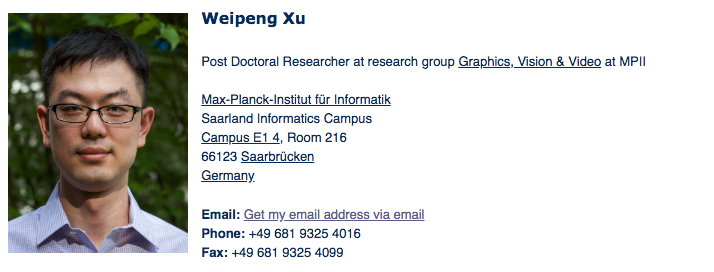 Weipeng Xu
Post Doctoral Researcher at research group Graphics, Vision & Video at MPII
Max-Planck-Institut für Informatik
Saarland Informatics Campus
Campus E1 4, Room 216
66123 Saarbrücken
Germany
Email: Get my email address via email
Phone: +49 681 9325 4016
Fax: +49 681 9325 4099